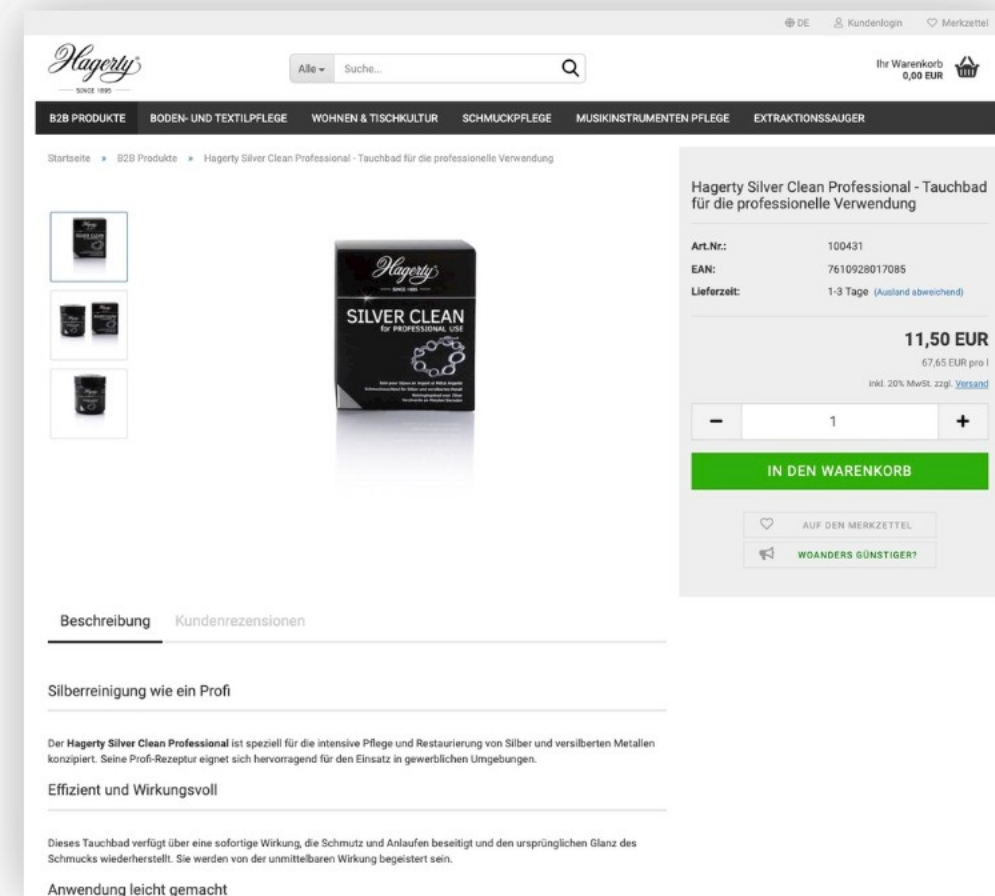 DE Kundenlogin Merkzettel
Hagerty
SINCE 1895
Alle Suche...
Ihr Warenkorb
0,00 EUR
B2B PRODUKTE BODEN- UND TEXTILPFLEGE WOHNEN & TISCHKULTUR SCHMUCKPFLEGE MUSIKINSTRUMENTEN PFLEGE EXTRAKTIONSSAUGER
Startseite » B2B Produkte » Hagerty Silver Clean Professional - Tauchbad für die professionelle Verwendung
Hagerty
SINCE 1895
SILVER CLEAN
for PROFESSIONAL USE
Hagerty Silver Clean Professional - Tauchbad
für die professionelle Verwendung
Art.Nr.: 100431
EAN: 7610928017085
Lieferzeit: 1-3 Tage (Ausland abweichend)
11,50 EUR
67,65 EUR pro l
inkl. 20% MwSt. zzgl. Versand
− 1 +
IN DEN WARENKORB
AUF DEN MERKZETTEL
WOANDERS GÜNSTIGER?
Beschreibung Kundenrezensionen
Silberreinigung wie ein Profi
Der Hagerty Silver Clean Professional ist speziell für die intensive Pflege und Restaurierung von Silber und versilberten Metallen
konzipiert. Seine Profi-Rezeptur eignet sich hervorragend für den Einsatz in gewerblichen Umgebungen.
Effizient und Wirkungsvoll
Dieses Tauchbad verfügt über eine sofortige Wirkung, die Schmutz und Anlaufen beseitigt und den ursprünglichen Glanz des
Schmucks wiederherstellt. Sie werden von der unmittelbaren Wirkung begeistert sein.
Anwendung leicht gemacht